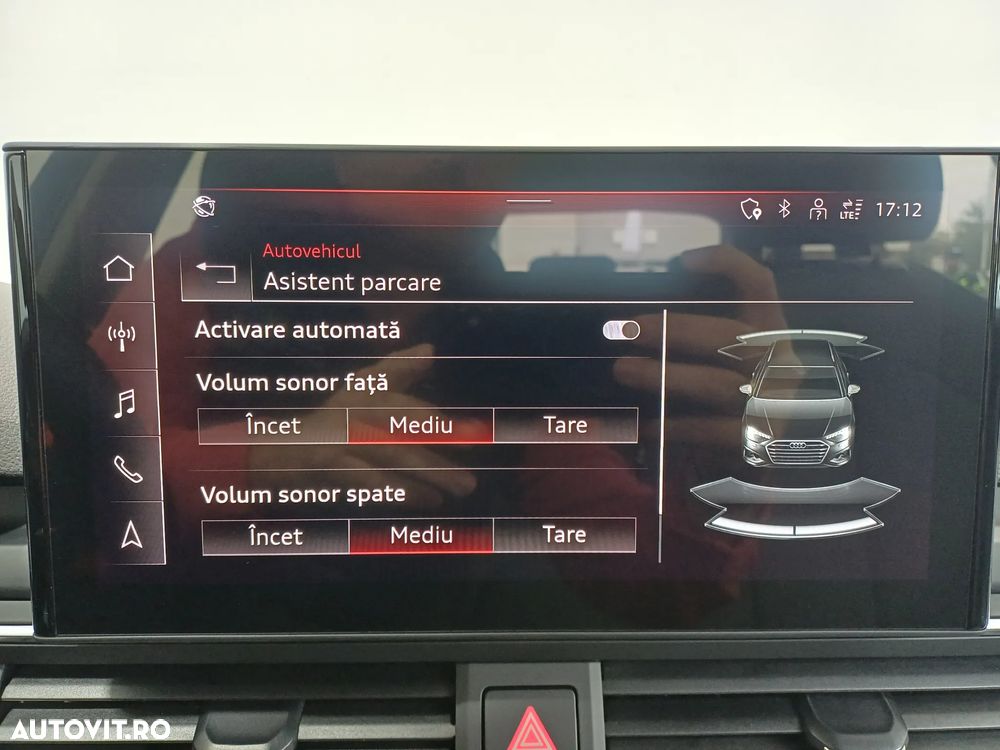 LTE
17:12
Autovehicul
Asistent parcare
Activare automată
Volum sonor față
Încet Mediu Tare
Volum sonor spate
Încet Mediu Tare
AUTOVIT.RO